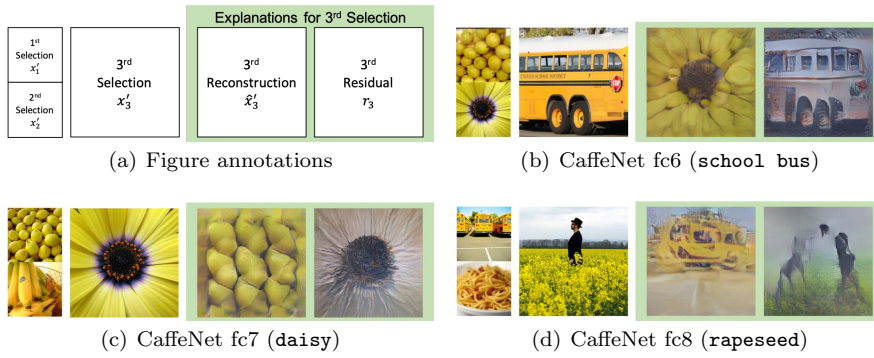 Explanations for 3rd Selection
1st
Selection
x′1
2nd
Selection
x′2
3rd
Selection
x′3
3rd
Reconstruction
x̂′3
3rd
Residual
r3
(a) Figure annotations
(b) CaffeNet fc6 (school bus)
(c) CaffeNet fc7 (daisy)
(d) CaffeNet fc8 (rapeseed)